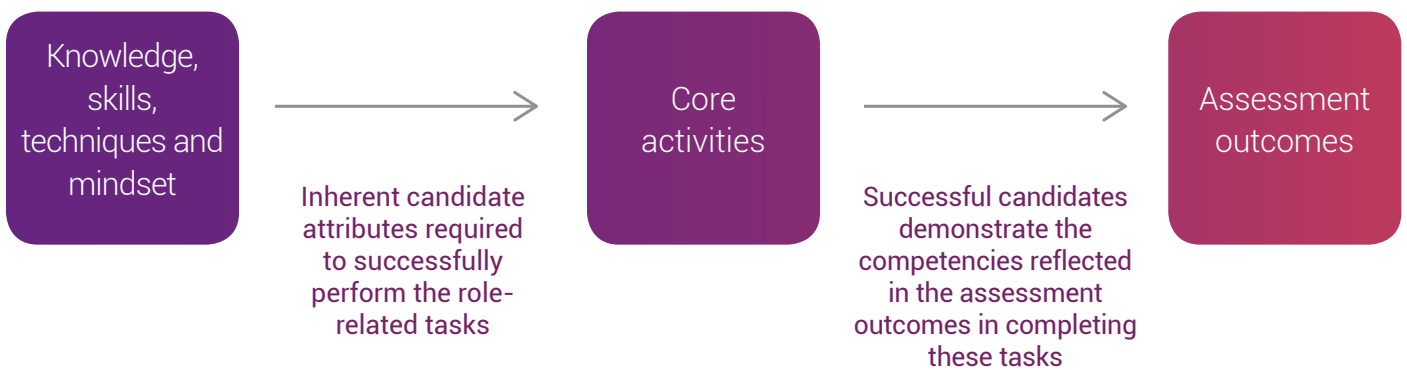 Knowledge,
skills,
techniques and
mindset
Inherent candidate
attributes required
to successfully
perform the role-
related tasks
Core
activities
Successful candidates
demonstrate the
competencies reflected
in the assessment
outcomes in completing
these tasks
Assessment
outcomes